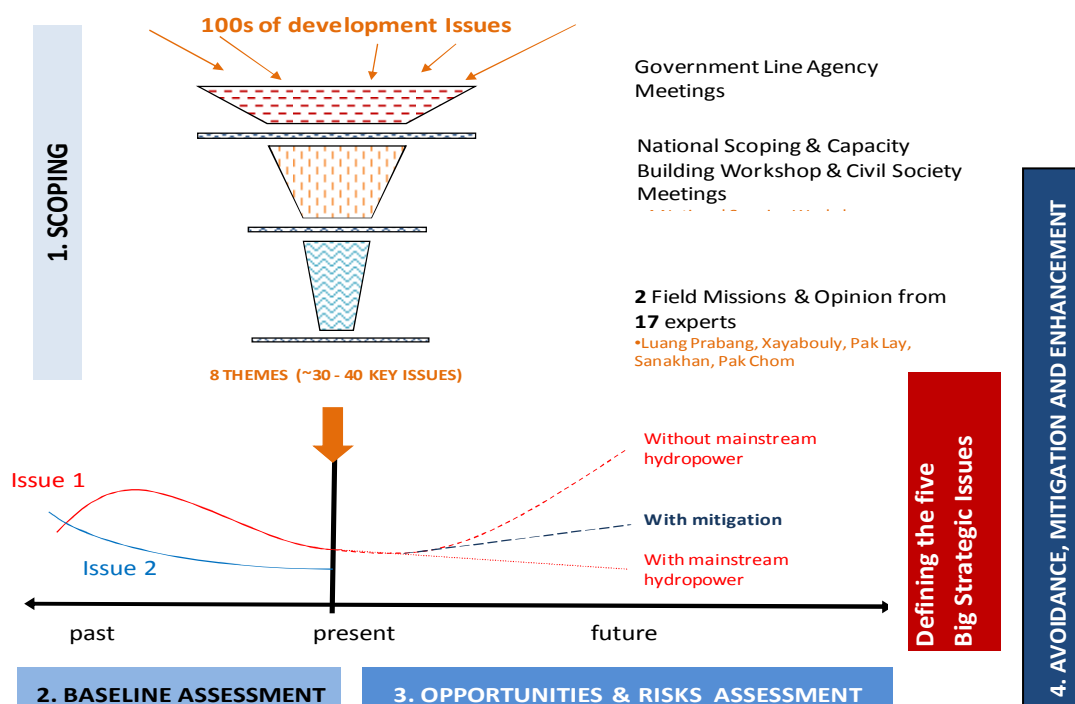 100s of development Issues
Government Line Agency
Meetings
1. SCOPING
National Scoping & Capacity
Building Workshop & Civil Society
Meetings
2 Field Missions & Opinion from
17 experts
•Luang Prabang, Xayabouly, Pak Lay,
Sanakhan, Pak Chom
8 THEMES (~30 - 40 KEY ISSUES)
Without mainstream
hydropower
Issue 1
With mitigation
With mainstream
hydropower
Issue 2
past
present
future
Defining the five
Big Strategic Issues
4. AVOIDANCE, MITIGATION AND ENHANCEMENT
2. BASELINE ASSESSMENT
3. OPPORTUNITIES & RISKS ASSESSMENT